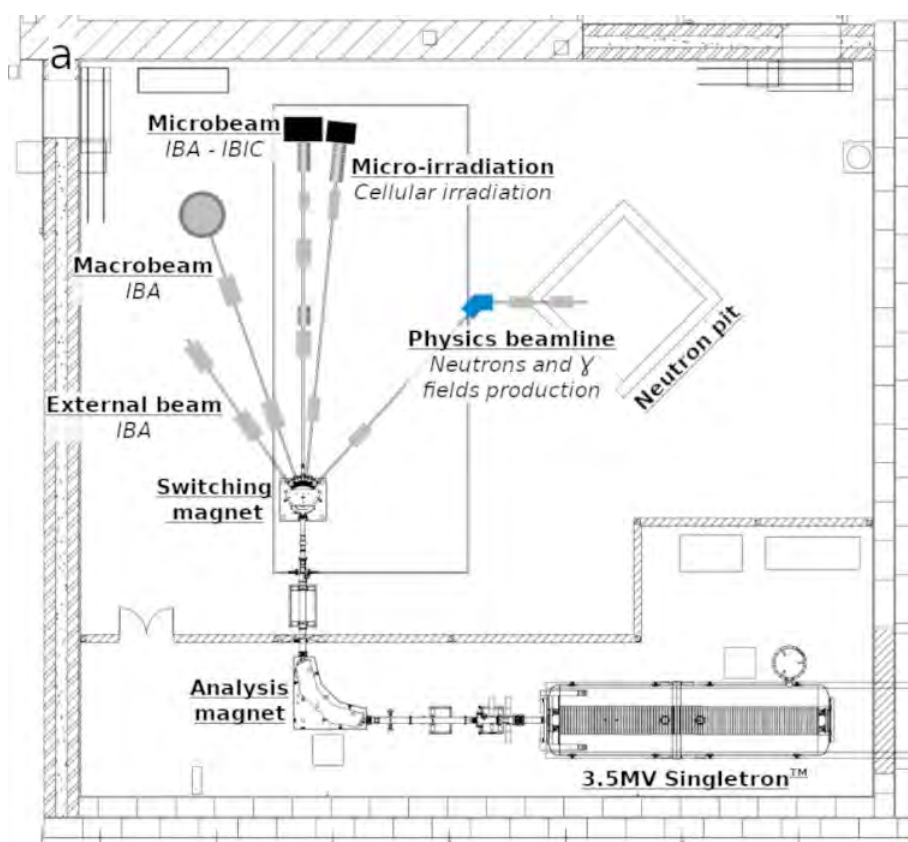 a
Microbeam
IBA - IBIC
Micro-irradiation
Cellular irradiation
Macrobeam
IBA
Physics beamline
Neutrons and ɣ
fields production
Neutron pit
External beam
IBA
Switching
magnet
Analysis
magnet
3.5MV Singletron™